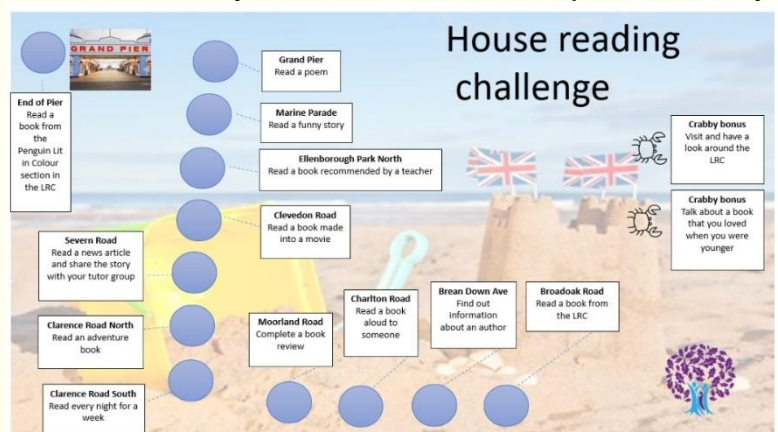 House reading
challenge
GRAND PIER
End of Pier
Read a
book from
the
Penguin Lit
in Colour
section in
the LRC
Grand Pier
Read a poem
Marine Parade
Read a funny story
Ellenborough Park North
Read a book recommended by a teacher
Clevedon Road
Read a book made
into a movie
Severn Road
Read a news article
and share the story
with your tutor group
Clarence Road North
Read an adventure
book
Clarence Road South
Read every night for a
week
Moorland Road
Complete a book
review
Charlton Road
Read a book
aloud to
someone
Brean Down Ave
Find out
information
about an author
Broadoak Road
Read a book from
the LRC
Crabby bonus
Visit and have a
look around the
LRC
Crabby bonus
Talk about a book
that you loved
when you were
younger